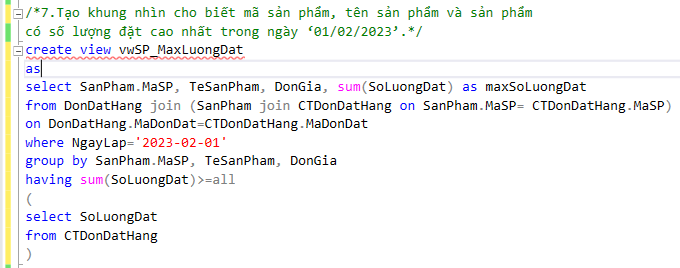 /*7.Tạo khung nhìn cho biết mã sản phẩm, tên sản phẩm và sản phẩm
có số lượng đặt cao nhất trong ngày ‘01/02/2023’.*/
create view vwSP_MaxLuongDat
as
select SanPham.MaSP, TeSanPham, DonGia, sum(SoLuongDat) as maxSoLuongDat
from DonDatHang join (SanPham join CTDonDatHang on SanPham.MaSP= CTDonDatHang.MaSP)
on DonDatHang.MaDonDat=CTDonDatHang.MaDonDat
where NgayLap='2023-02-01'
group by SanPham.MaSP, TeSanPham, DonGia
having sum(SoLuongDat)>=all
(
select SoLuongDat
from CTDonDatHang
)